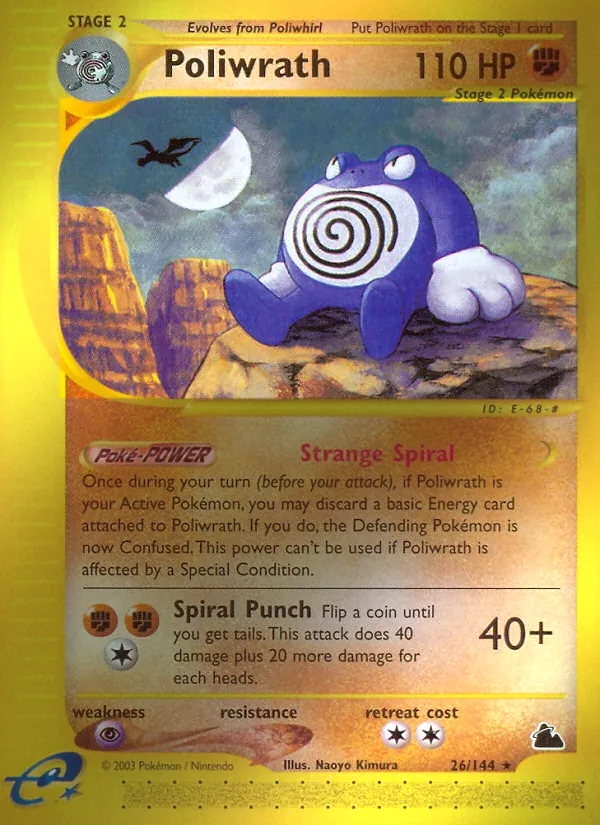 STAGE 2
Evolves from Poliwhirl
Put Poliwrath on the Stage 1 card
Poliwrath
110 HP
Stage 2 Pokémon
ID: E-68-#
Poké-POWER
Strange Spiral
Once during your turn (before your attack), if Poliwrath is
your Active Pokémon, you may discard a basic Energy card
attached to Poliwrath. If you do, the Defending Pokémon is
now Confused. This power can't be used if Poliwrath is
affected by a Special Condition.
Spiral Punch Flip a coin until
you get tails. This attack does 40
damage plus 20 more damage for
each heads.
40+
weakness
resistance
retreat cost
© 2003 Pokémon / Nintendo
Illus. Naoyo Kimura
26/144 ★
e